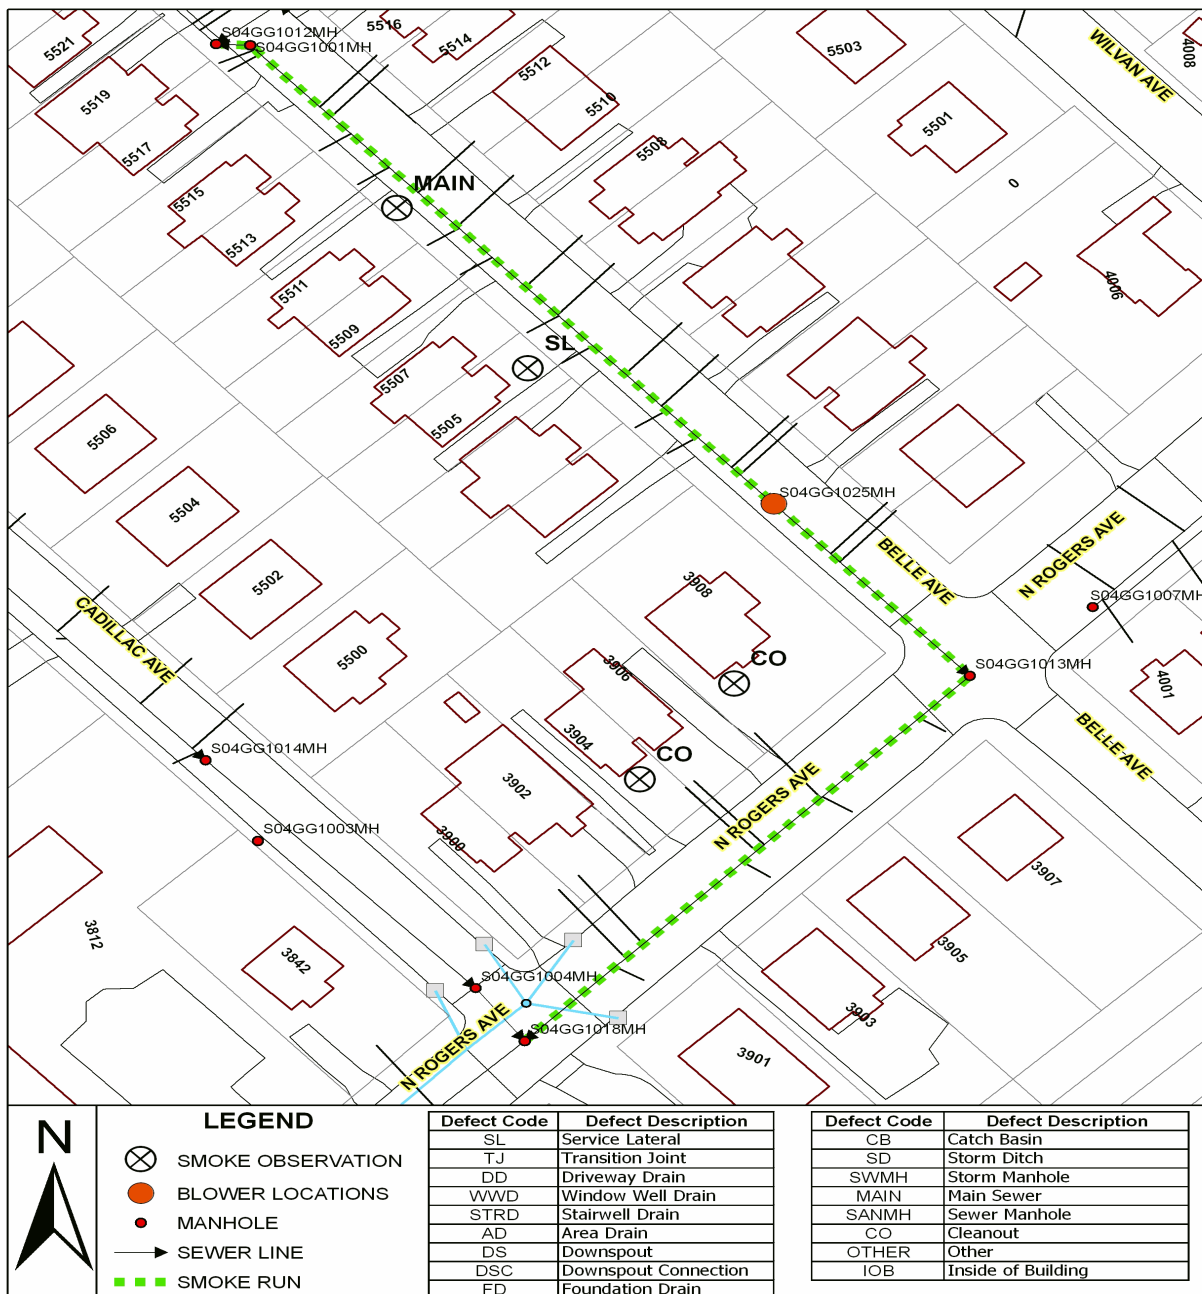 S04GG1012MH
S04GG1001MH
5521
5516
5514
5503
WILVAN AVE
4008
5519
5517
5512
5510
5501
5508
0
MAIN
5515
5513
4006
5511
5509
SL
5507
5505
5506
5504
5502
5500
S04GG1025MH
BELLE AVE
N ROGERS AVE
S04GG1007MH
CADILLAC AVE
3908
CO
3906
S04GG1013MH
4001
BELLE AVE
S04GG1014MH
3904
CO
3902
N ROGERS AVE
S04GG1003MH
3900
3907
3905
3812
3842
S04GG1004MH
N ROGERS AVE
S04GG1018MH
3903
3901
N
LEGEND
SMOKE OBSERVATION
BLOWER LOCATIONS
MANHOLE
SEWER LINE
SMOKE RUN
Defect Code Defect Description
SL Service Lateral
TJ Transition Joint
DD Driveway Drain
WWD Window Well Drain
STRD Stairwell Drain
AD Area Drain
DS Downspout
DSC Downspout Connection
FD Foundation Drain
Defect Code Defect Description
CB Catch Basin
SD Storm Ditch
SWMH Storm Manhole
MAIN Main Sewer
SANMH Sewer Manhole
CO Cleanout
OTHER Other
IOB Inside of Building